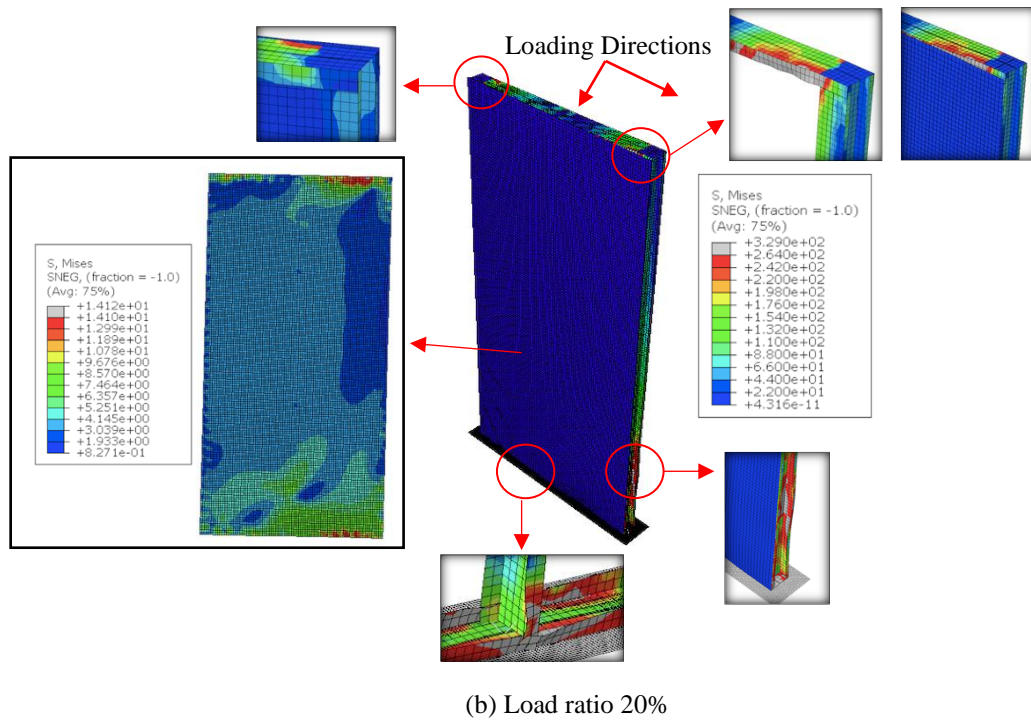 Loading Directions
S, Mises
SNEG, (fraction = -1.0)
(Avg: 75%)
+3.290e+02
+2.640e+02
+2.420e+02
+2.200e+02
+1.980e+02
+1.760e+02
+1.540e+02
+1.320e+02
+1.100e+02
+8.800e+01
+6.600e+01
+4.400e+01
+2.200e+01
+4.316e-11
S, Mises
SNEG, (fraction = -1.0)
(Avg: 75%)
+1.412e+01
+1.410e+01
+1.299e+01
+1.189e+01
+1.078e+01
+9.676e+00
+8.570e+00
+7.464e+00
+6.357e+00
+5.251e+00
+4.145e+00
+3.039e+00
+1.933e+00
+8.271e-01
(b) Load ratio 20%